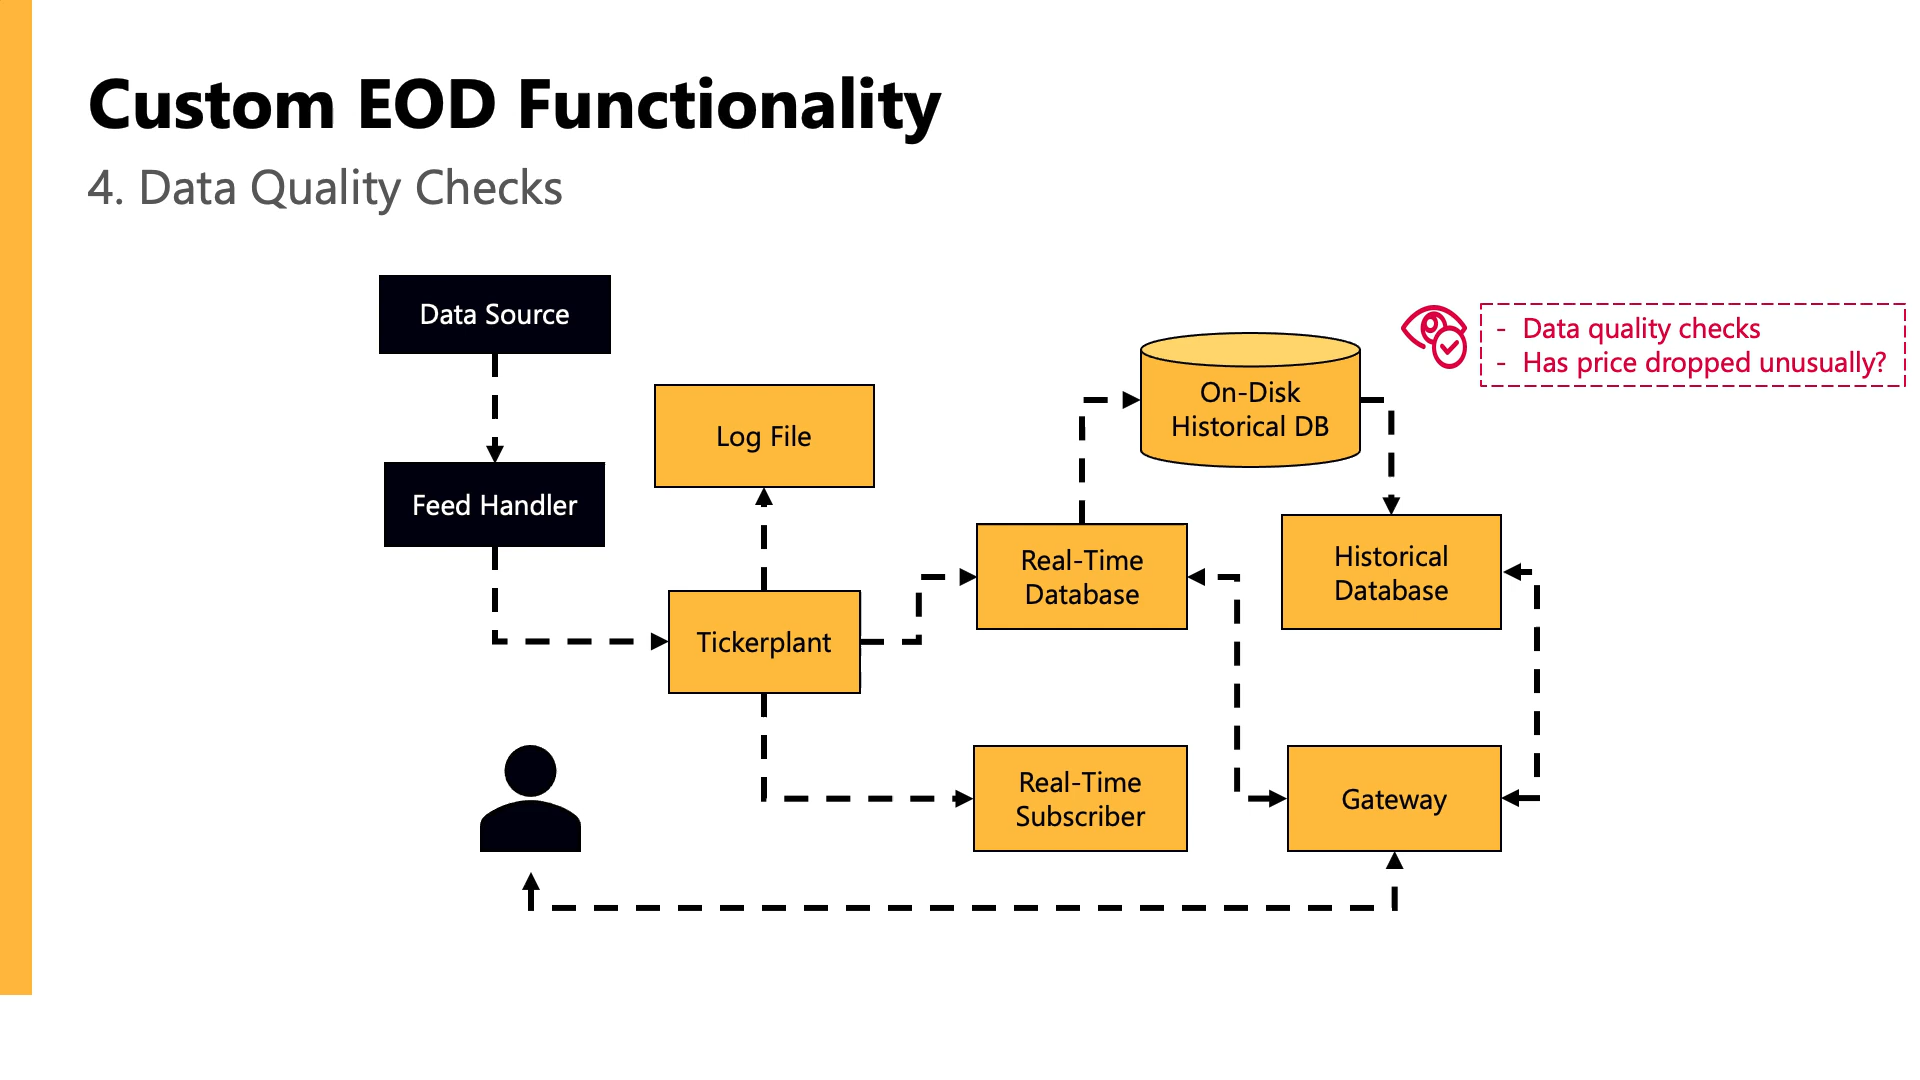 Custom EOD Functionality
4. Data Quality Checks
Data Source
- Data quality checks
- Has price dropped unusually?
On-Disk
Historical DB
Log File
Feed Handler
Real-Time
Database
Historical
Database
Tickerplant
Real-Time
Subscriber
Gateway